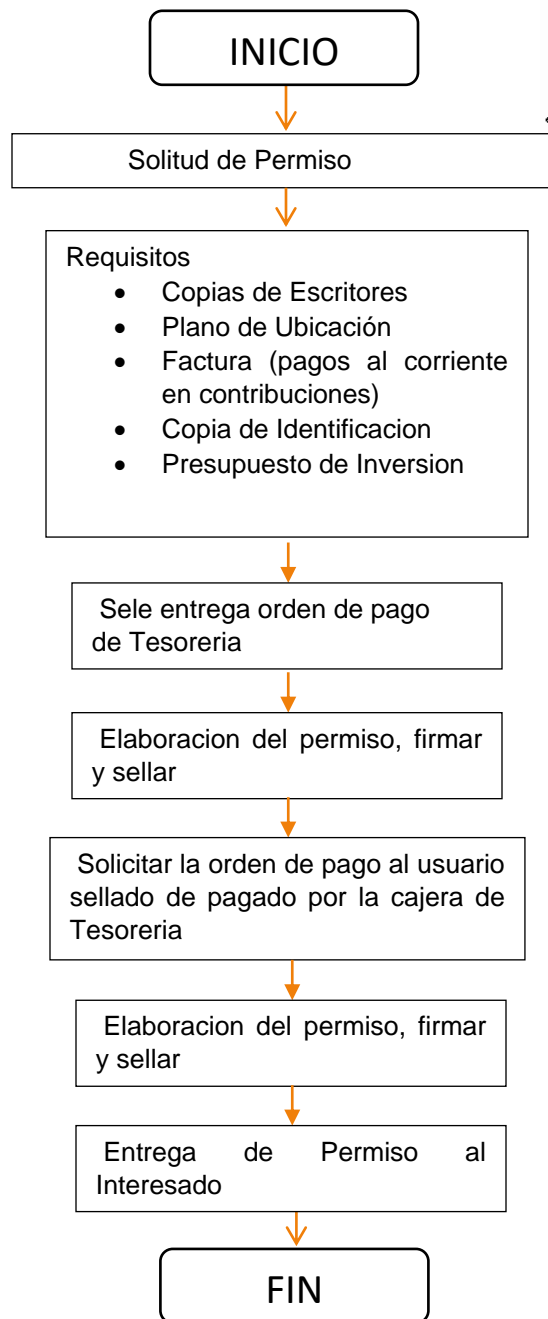 INICIO
Solitud de Permiso
Requisitos
• Copias de Escritores
• Plano de Ubicación
• Factura (pagos al corriente
en contribuciones)
• Copia de Identificacion
• Presupuesto de Inversion
Sele entrega orden de pago
de Tesoreria
Elaboracion del permiso, firmar
y sellar
Solicitar la orden de pago al usuario
sellado de pagado por la cajera de
Tesoreria
Elaboracion del permiso, firmar
y sellar
Entrega de Permiso al
Interesado
FIN